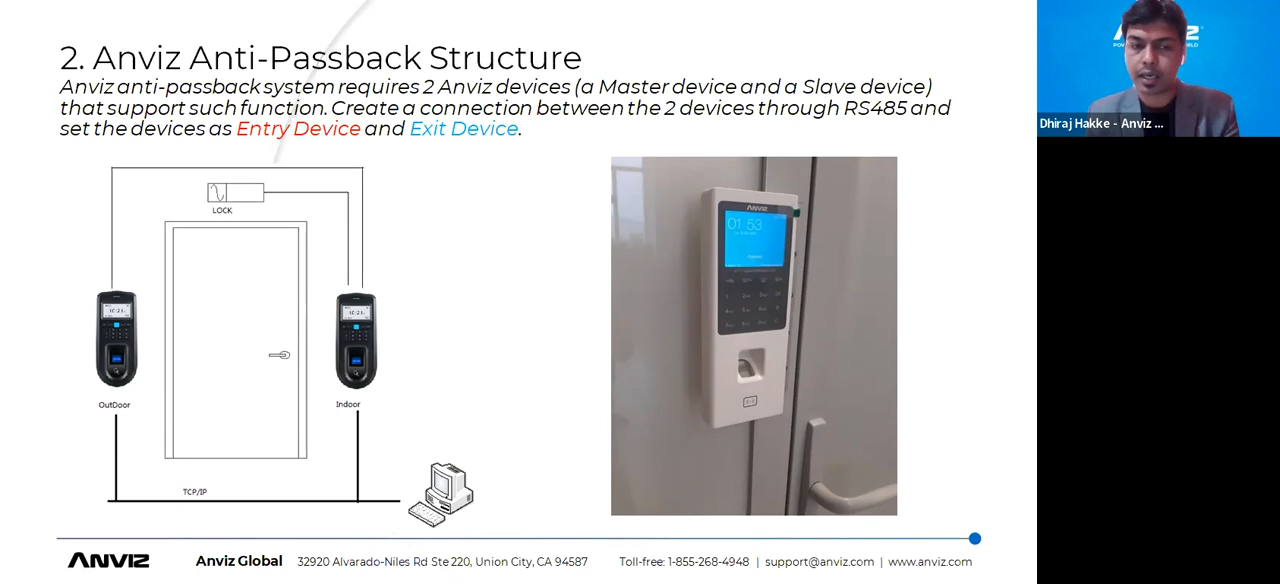 2. Anviz Anti-Passback Structure
Anviz anti-passback system requires 2 Anviz devices (a Master device and a Slave device)
that support such function. Create a connection between the 2 devices through RS485 and
set the devices as Entry Device and Exit Device.
LOCK
10:21
10:21
OutDoor
Indoor
TCP/IP
ANVIZ
01 53
Dhiraj Hakke - Anviz ...
ANVIZ
Anviz Global
32920 Alvarado-Niles Rd Ste 220, Union City, CA 94587
Toll-free: 1-855-268-4948 | support@anviz.com | www.anviz.com